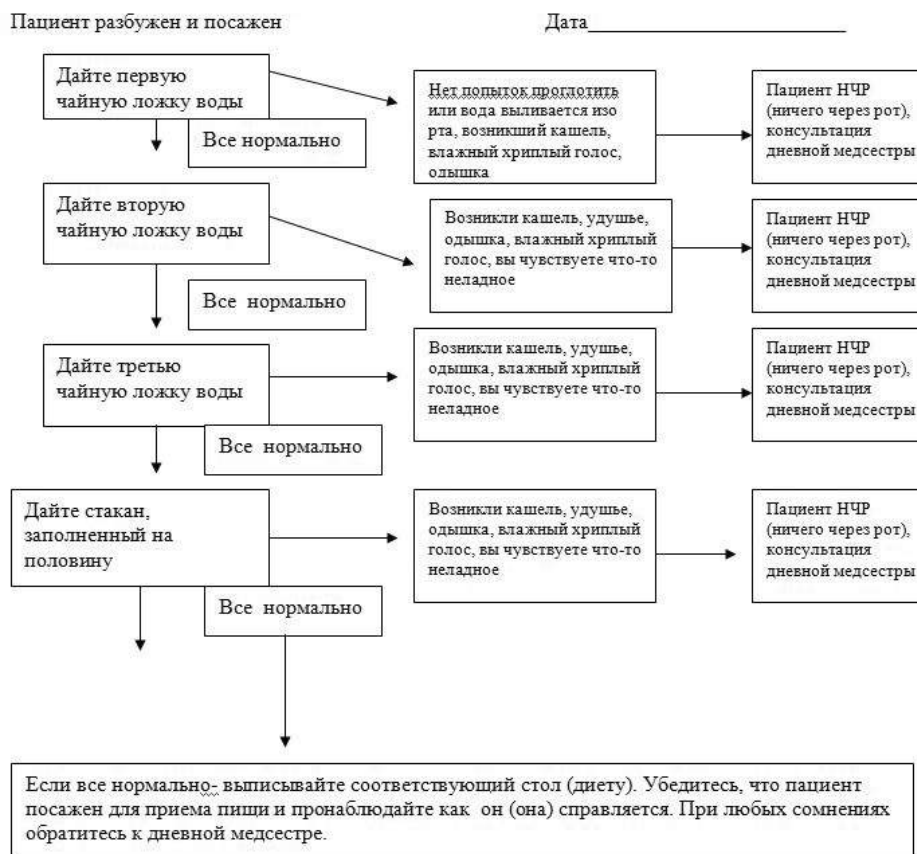 Пациент разбужен и посажен
Дата____________________________
Дайте первую
чайную ложку воды
Все нормально
Нет попыток проглотить
или вода выливается изо
рта, возникший кашель,
влажный хриплый голос,
одышка
Пациент НЧР
(ничего через рот),
консультация
дневной медсестры
Дайте вторую
чайную ложку воды
Все нормально
Возникли кашель, удушье,
одышка, влажный хриплый
голос, вы чувствуете что-то
неладное
Пациент НЧР
(ничего через рот),
консультация
дневной медсестры
Дайте третью
чайную ложку воды
Все нормально
Возникли кашель, удушье,
одышка, влажный хриплый
голос, вы чувствуете что-то
неладное
Пациент НЧР
(ничего через рот),
консультация
дневной медсестры
Дайте стакан,
заполненный на
половину
Все нормально
Возникли кашель, удушье,
одышка, влажный хриплый
голос, вы чувствуете что-то
неладное
Пациент НЧР
(ничего через рот),
консультация
дневной медсестры
Если все нормально- выписывайте соответствующий стол (диету). Убедитесь, что пациент
посажен для приема пищи и пронаблюдайте как он (она) справляется. При любых сомнениях
обратитесь к дневной медсестре.